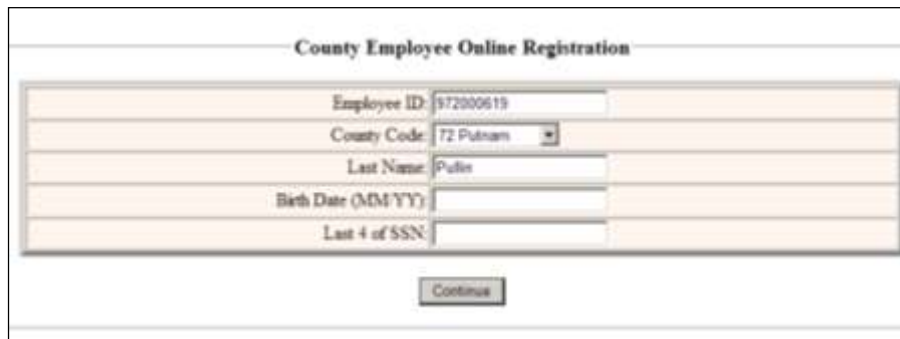 County Employee Online Registration
Employee ID: 972000619
County Code: 72 Putnam
Last Name: Pullin
Birth Date (MM/YY):
Last 4 of SSN:
Continue